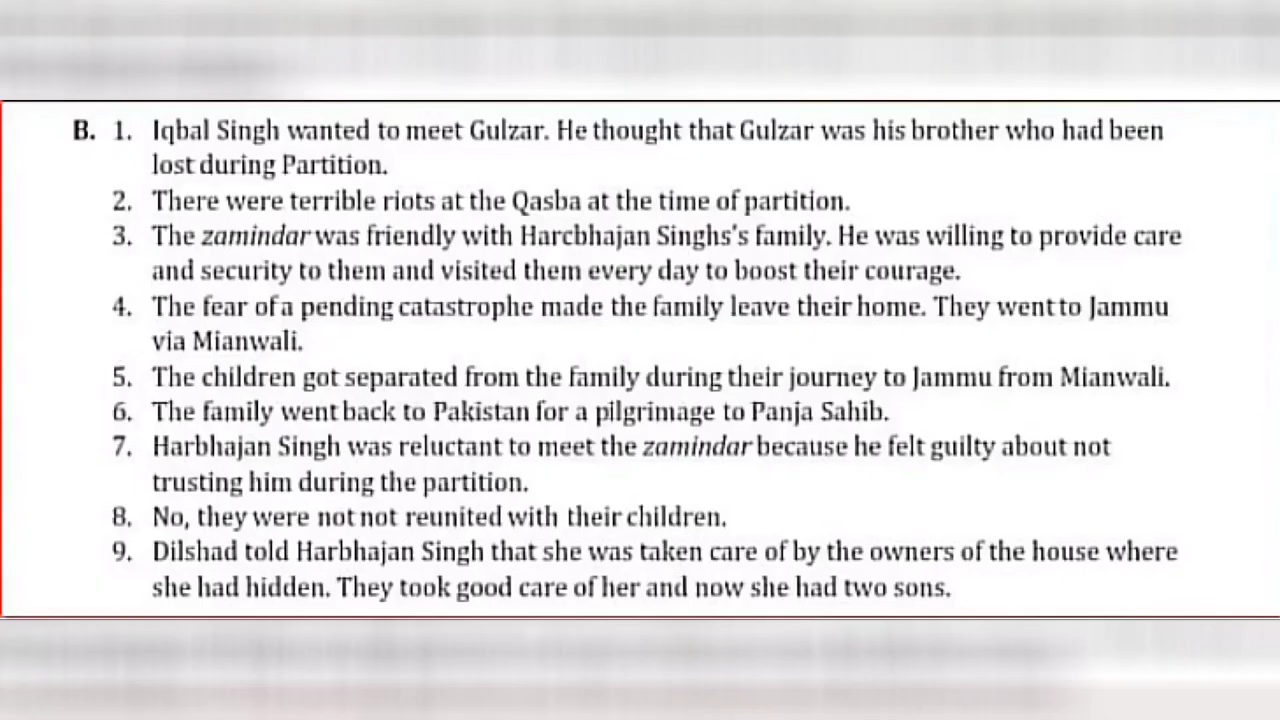 B. 1. Iqbal Singh wanted to meet Gulzar. He thought that Gulzar was his brother who had been
lost during Partition.
2. There were terrible riots at the Qasba at the time of partition.
3. The zamindar was friendly with Harcbhajan Singhs's family. He was willing to provide care
and security to them and visited them every day to boost their courage.
4. The fear of a pending catastrophe made the family leave their home. They went to Jammu
via Mianwali.
5. The children got separated from the family during their journey to Jammu from Mianwali.
6. The family went back to Pakistan for a pilgrimage to Panja Sahib.
7. Harbhajan Singh was reluctant to meet the zamindar because he felt guilty about not
trusting him during the partition.
8. No, they were not not reunited with their children.
9. Dilshad told Harbhajan Singh that she was taken care of by the owners of the house where
she had hidden. They took good care of her and now she had two sons.